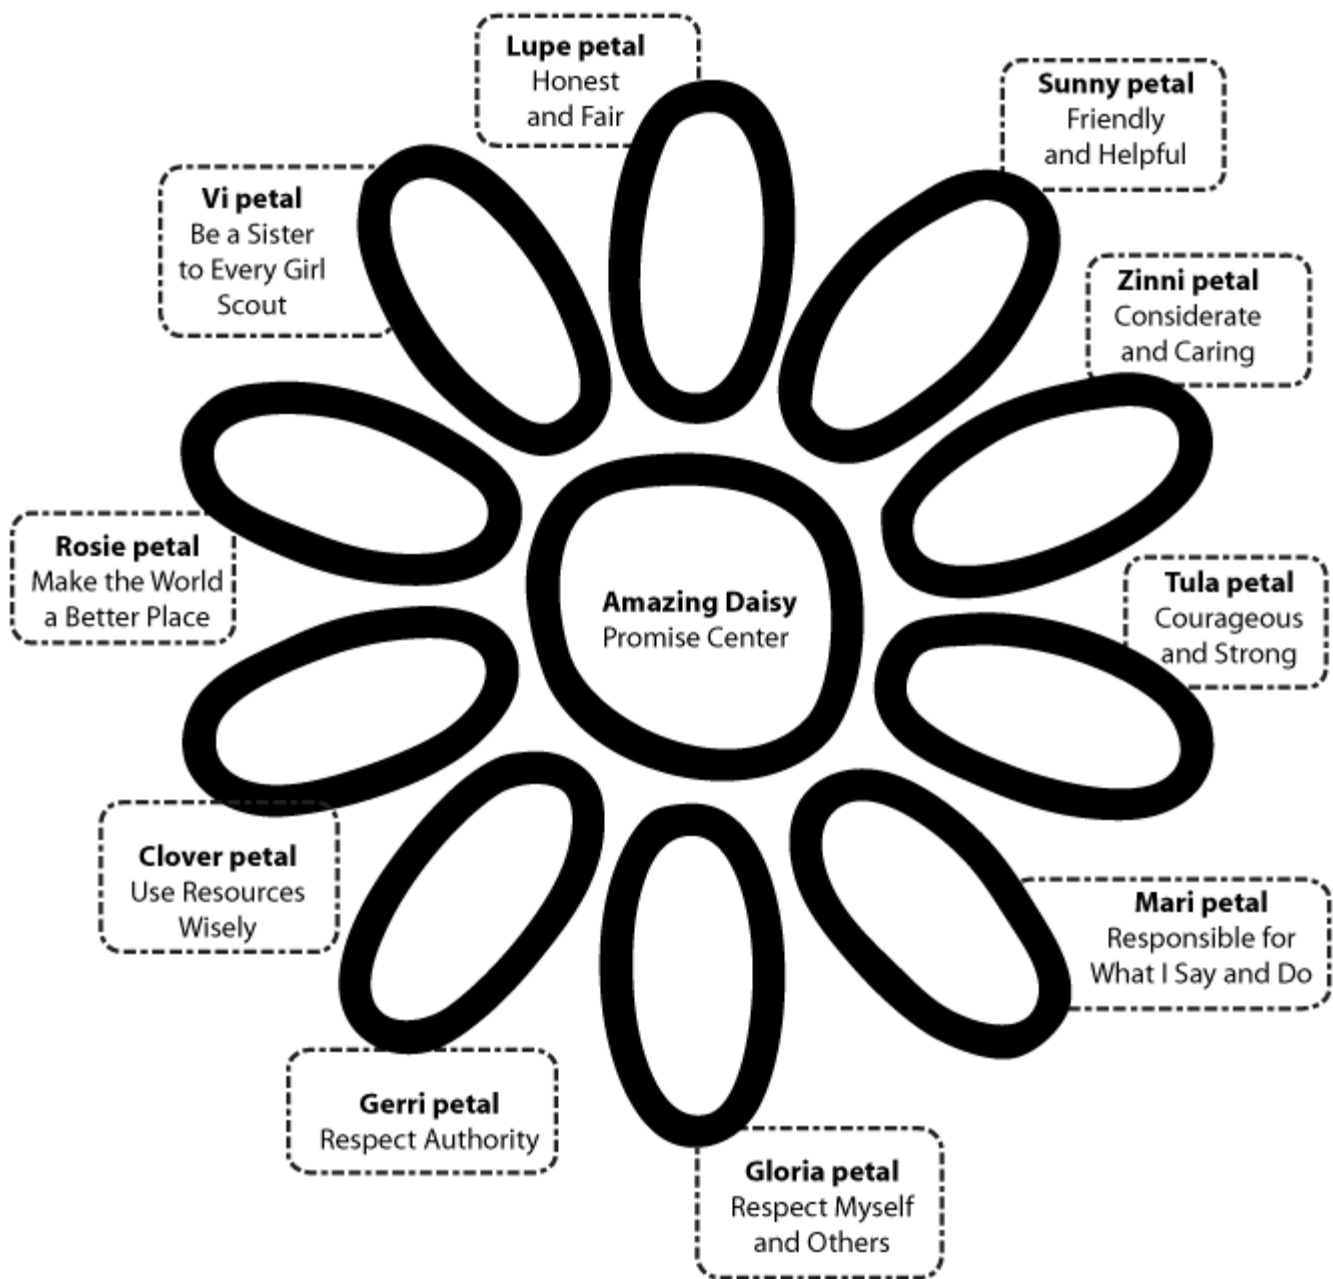 Lupe petal
Honest
and Fair
Sunny petal
Friendly
and Helpful
Zinni petal
Considerate
and Caring
Tula petal
Courageous
and Strong
Mari petal
Responsible for
What I Say and Do
Gloria petal
Respect Myself
and Others
Gerri petal
Respect Authority
Clover petal
Use Resources
Wisely
Rosie petal
Make the World
a Better Place
Vi petal
Be a Sister
to Every Girl
Scout
Amazing Daisy
Promise Center